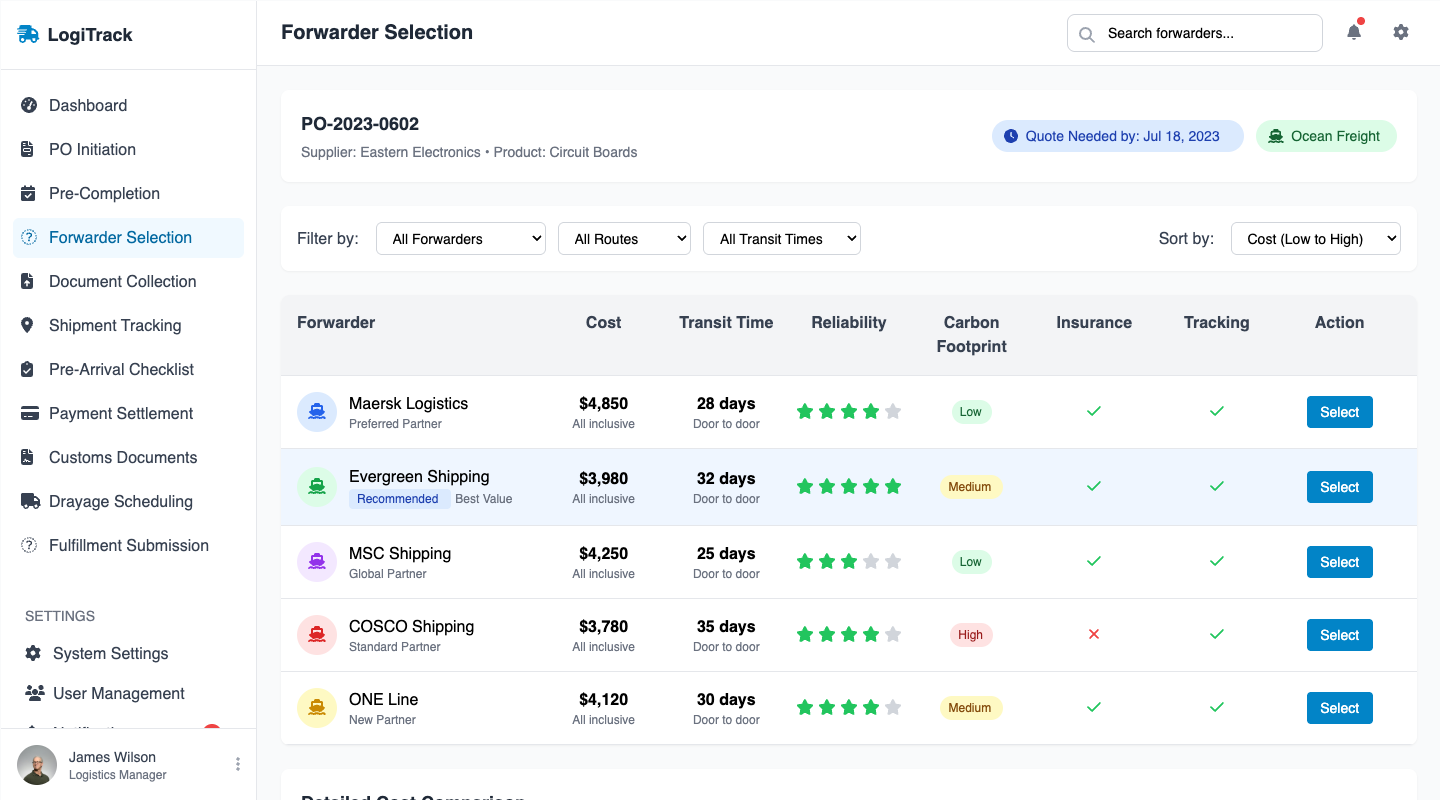 LogiTrack
Forwarder Selection
Search forwarders...
Dashboard
PO Initiation
Pre-Completion
Forwarder Selection
Document Collection
Shipment Tracking
Pre-Arrival Checklist
Payment Settlement
Customs Documents
Drayage Scheduling
Fulfillment Submission
SETTINGS
System Settings
User Management
James Wilson
Logistics Manager
PO-2023-0602
Supplier: Eastern Electronics • Product: Circuit Boards
Quote Needed by: Jul 18, 2023
Ocean Freight
Filter by:
All Forwarders
All Routes
All Transit Times
Sort by:
Cost (Low to High)
Forwarder Cost Transit Time Reliability Carbon Footprint Insurance Tracking Action
Maersk Logistics $4,850 28 days Low Select
Preferred Partner All inclusive Door to door
Evergreen Shipping $3,980 32 days Medium Select
Recommended Best Value All inclusive Door to door
MSC Shipping $4,250 25 days Low Select
Global Partner All inclusive Door to door
COSCO Shipping $3,780 35 days High Select
Standard Partner All inclusive Door to door
ONE Line $4,120 30 days Medium Select
New Partner All inclusive Door to door
Detailed Cost Comparison